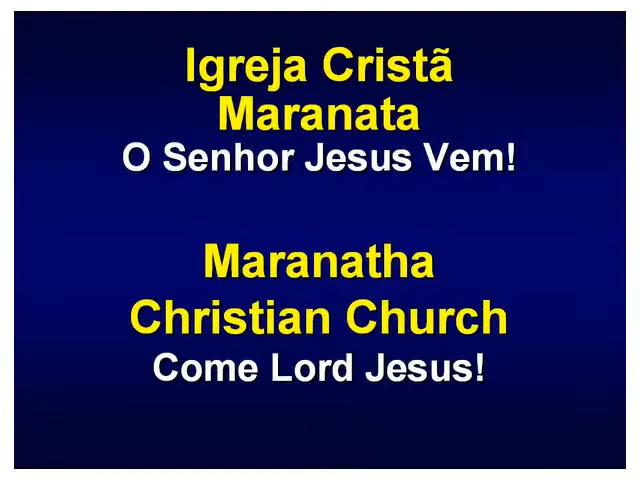 Igreja Cristã
Maranata
O Senhor Jesus Vem!
Maranatha
Christian Church
Come Lord Jesus!